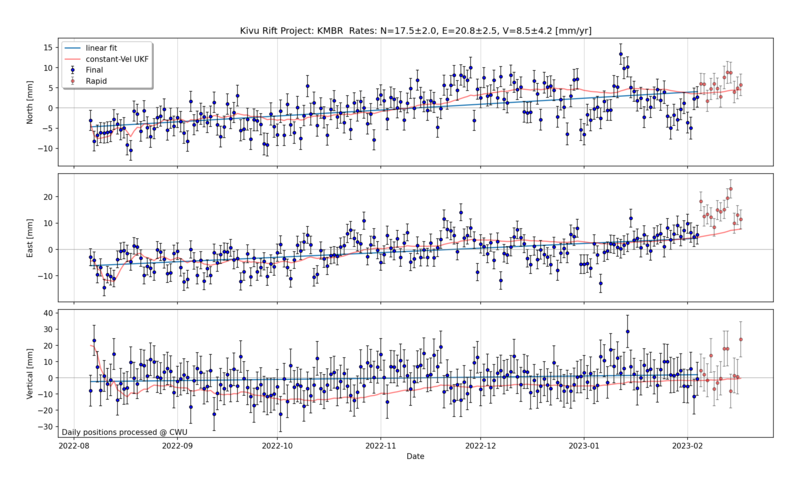 Kivu Rift Project: KMBR Rates: N=17.5±2.0, E=20.8±2.5, V=8.5±4.2 [mm/yr]
linear fit
constant-Vel UKF
Final
Rapid
North [mm]
15
10
5
0
−5
−10
East [mm]
20
10
0
−10
Vertical [mm]
40
30
20
10
0
−10
−20
−30
Daily positions processed @ CWU
2022-08 2022-09 2022-10 2022-11 2022-12 2023-01 2023-02
Date